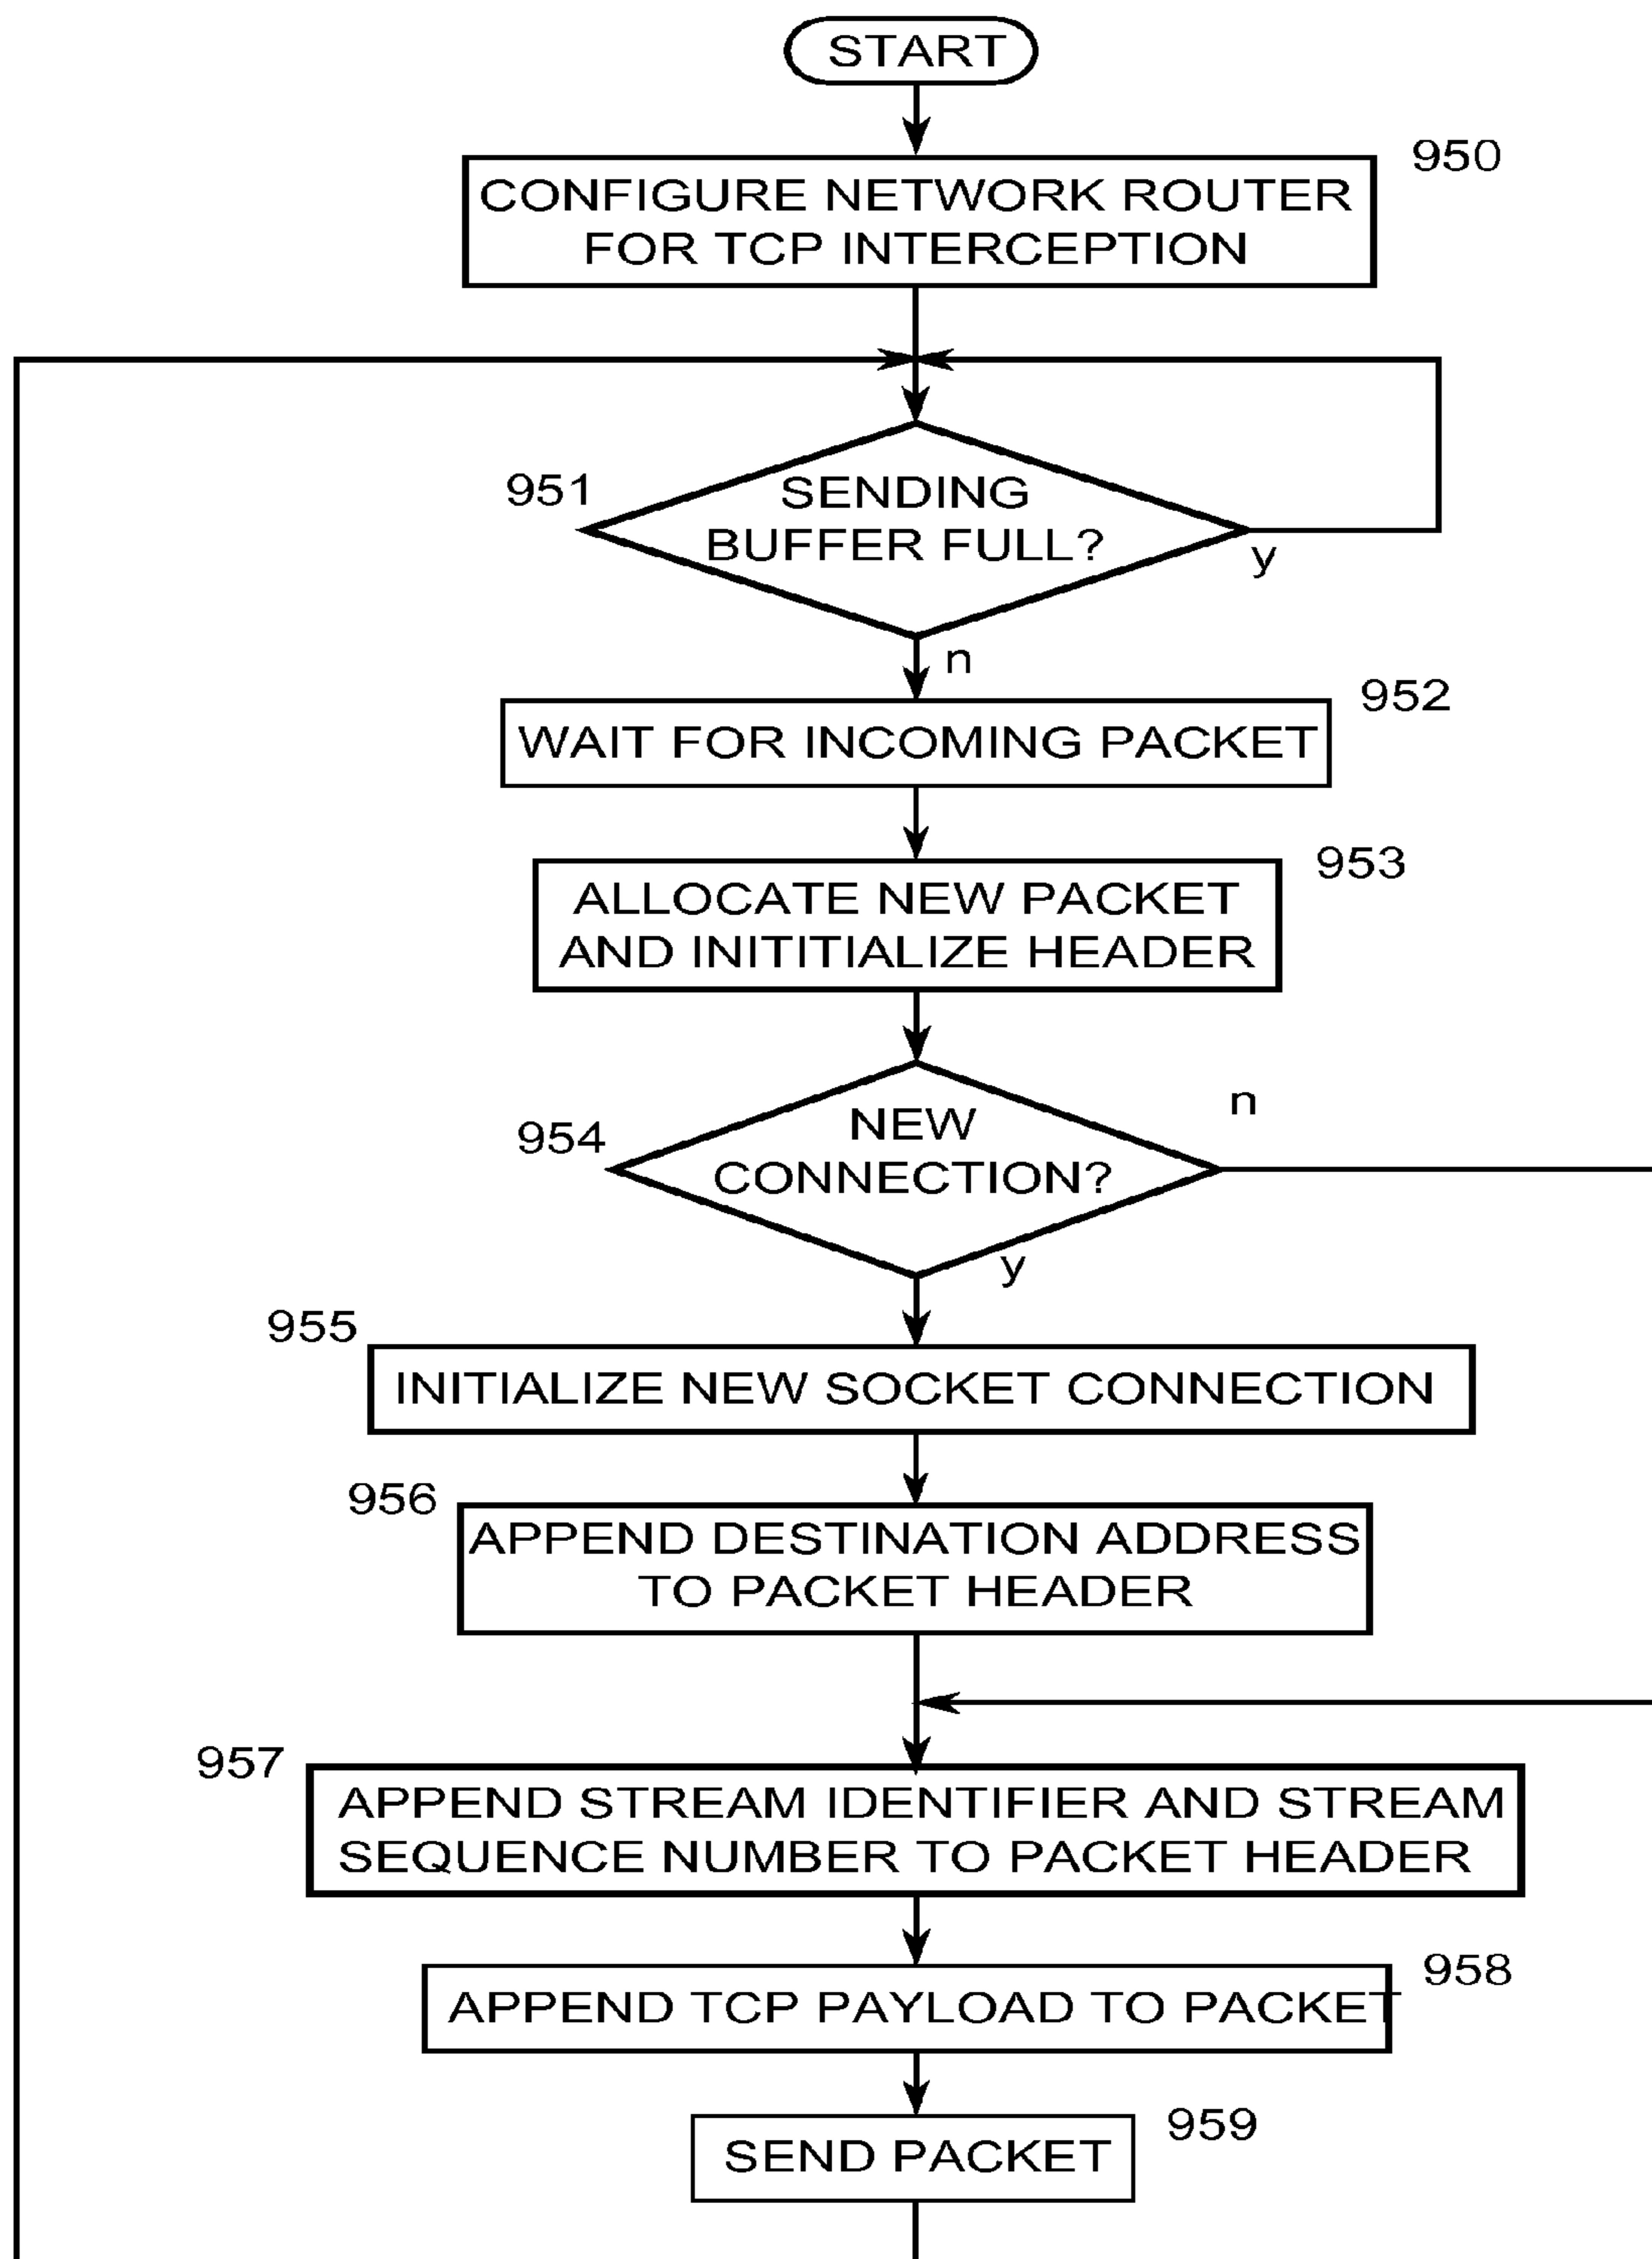 START
950
CONFIGURE NETWORK ROUTER
FOR TCP INTERCEPTION
951
SENDING
BUFFER FULL?
y
n
952
WAIT FOR INCOMING PACKET
953
ALLOCATE NEW PACKET
AND INITITIALIZE HEADER
954
NEW
CONNECTION?
n
y
955
INITIALIZE NEW SOCKET CONNECTION
956
APPEND DESTINATION ADDRESS
TO PACKET HEADER
957
APPEND STREAM IDENTIFIER AND STREAM
SEQUENCE NUMBER TO PACKET HEADER
958
APPEND TCP PAYLOAD TO PACKET
959
SEND PACKET